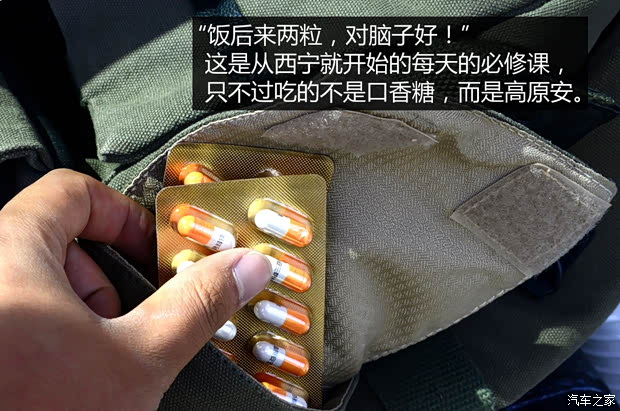 “饭后来两粒，对脑子好！”
这是从西宁就开始的每天的必修课，
只不过吃的不是口香糖，而是高原安。
汽车之家